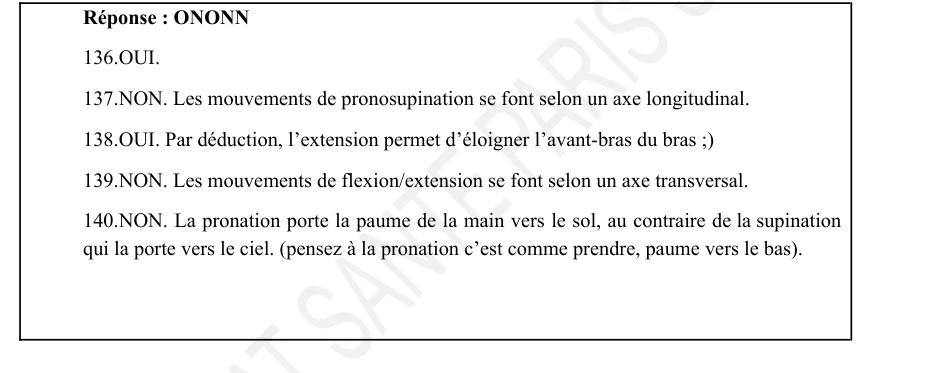 Réponse : ONONN
136.OUI.
137.NON. Les mouvements de pronosupination se font selon un axe longitudinal.
138.OUI. Par déduction, l’extension permet d’éloigner l’avant-bras du bras ;)
139.NON. Les mouvements de flexion/extension se font selon un axe transversal.
140.NON. La pronation porte la paume de la main vers le sol, au contraire de la supination
qui la porte vers le ciel. (pensez à la pronation c’est comme prendre, paume vers le bas).
AT SANTE PARIS